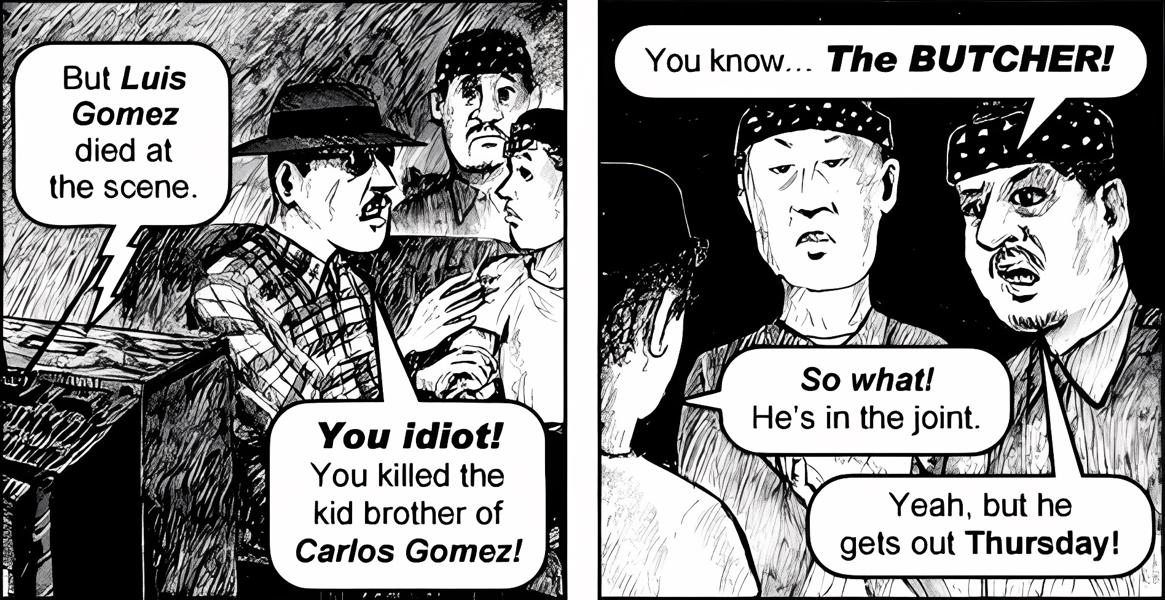 But Luis
Gomez
died at
the scene.
You idiot!
You killed the
kid brother of
Carlos Gomez!
You know... The BUTCHER!
So what!
He's in the joint.
Yeah, but he
gets out Thursday!